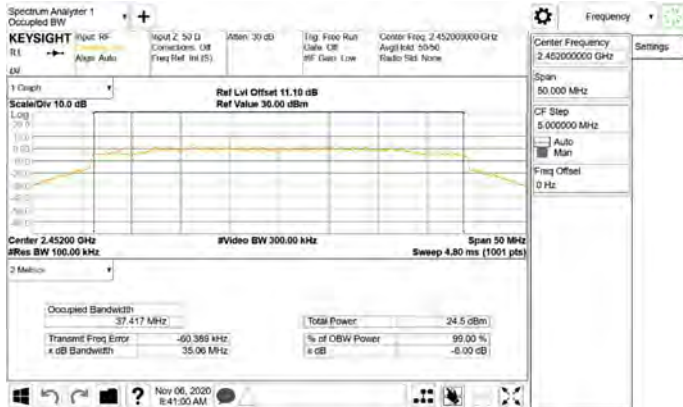 Spectrum Analyzer 1
Occupied BW
Frequency
KEYSIGHT
Input: RF
Align: Auto
Input Z: 50 Ω
Corrections: Off
Freq Ref: Int (S)
Atten: 30 dB
Trig: Free Run
Gate: Off
#IF Gain: Low
Center Freq: 2.452000000 GHz
Avg|Hold: 50/50
Radio Std: None
Center Frequency
2.452000000 GHz
Settings
Span
50.000 MHz
CF Step
5.000000 MHz
Auto
Man
Freq Offset
0 Hz
1 Graph
Scale/Div 10.0 dB
Ref Lvl Offset 11.10 dB
Ref Value 30.00 dBm
Log
Center 2.45200 GHz
#Res BW 100.00 kHz
#Video BW 300.00 kHz
Span 50 MHz
Sweep 4.80 ms (1001 pts)
2 Metrics
Occupied Bandwidth
37.417 MHz
Total Power
24.5 dBm
Transmit Freq Error
-60.389 kHz
% of OBW Power
99.00 %
x dB Bandwidth
35.06 MHz
x dB
-6.00 dB
Nov 06, 2020
8:41:00 AM